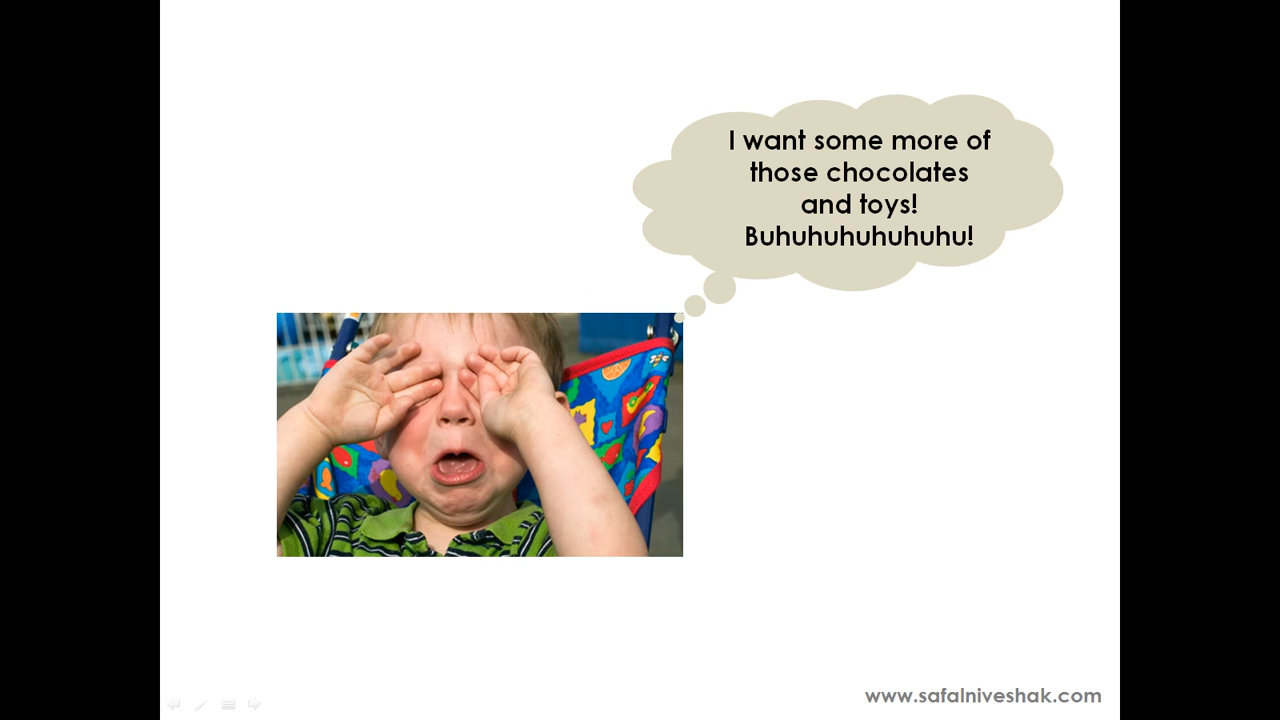 I want some more of
those chocolates
and toys!
Buhuhuhuhuhuhu!
www.safalniveshak.com